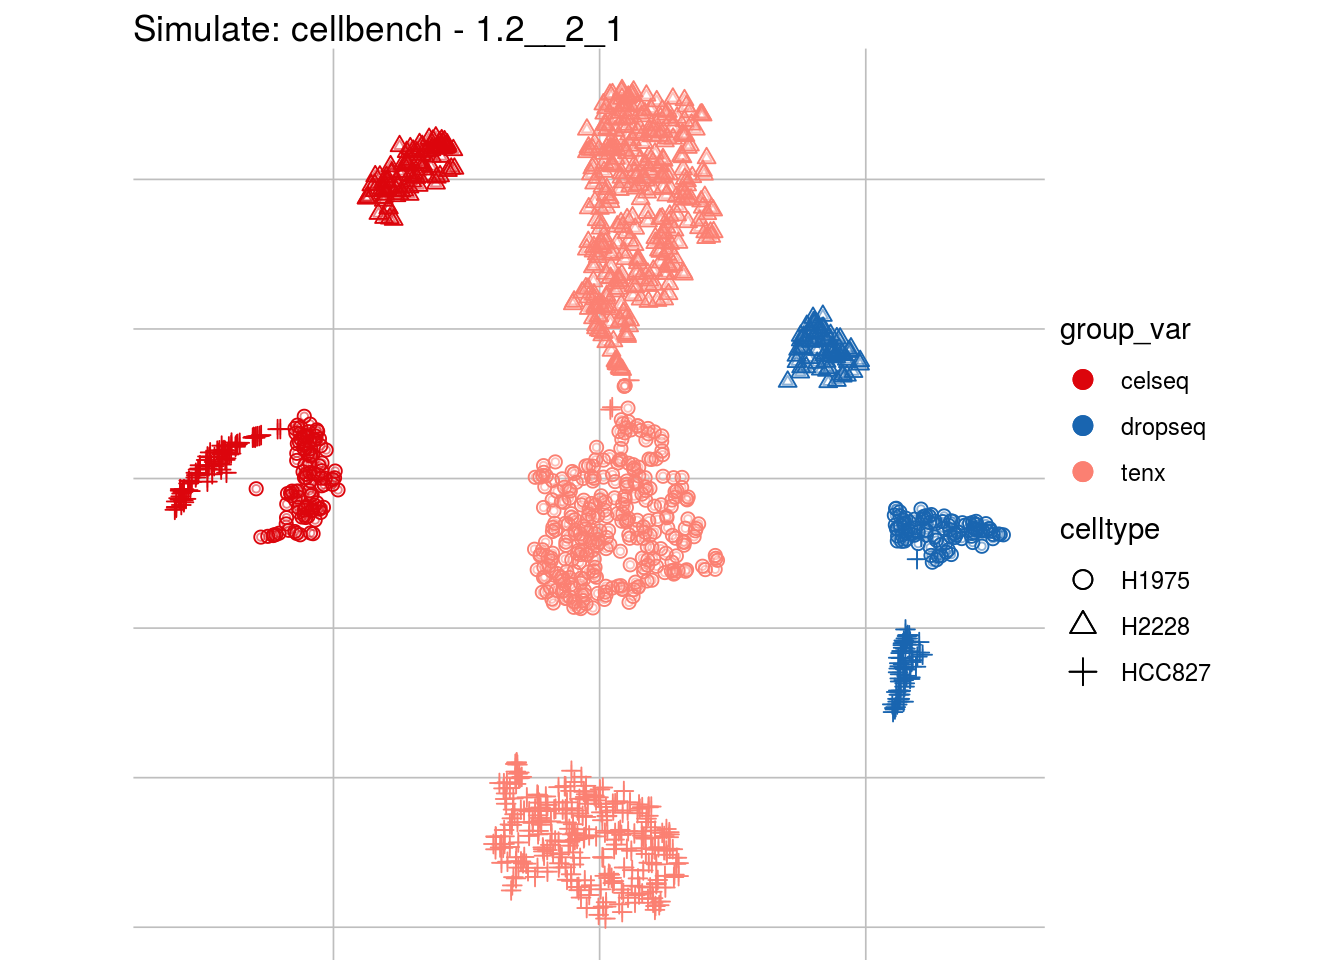 Simulate: cellbench - 1.2__2_1
group_var
celseq
dropseq
tenx
celltype
H1975
H2228
HCC827